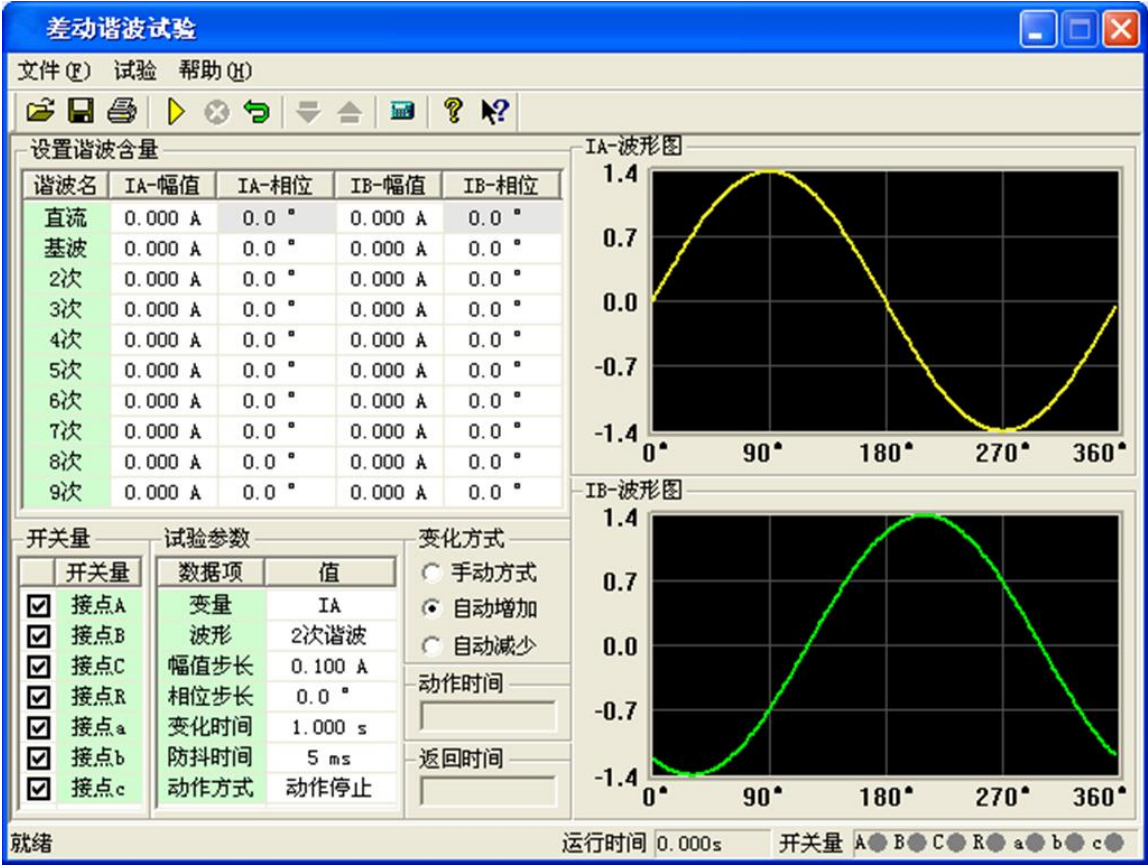 差动谐波试验
文件(F) 试验 帮助(H)
设置谐波含量
谐波名 IA-幅值 IA-相位 IB-幅值 IB-相位
直流 0.000 A 0.0 ° 0.000 A 0.0 °
基波 0.000 A 0.0 ° 0.000 A 0.0 °
2次 0.000 A 0.0 ° 0.000 A 0.0 °
3次 0.000 A 0.0 ° 0.000 A 0.0 °
4次 0.000 A 0.0 ° 0.000 A 0.0 °
5次 0.000 A 0.0 ° 0.000 A 0.0 °
6次 0.000 A 0.0 ° 0.000 A 0.0 °
7次 0.000 A 0.0 ° 0.000 A 0.0 °
8次 0.000 A 0.0 ° 0.000 A 0.0 °
9次 0.000 A 0.0 ° 0.000 A 0.0 °
IA-波形图
1.4
0.7
0.0
-0.7
-1.4
0° 90° 180° 270° 360°
IB-波形图
1.4
0.7
0.0
-0.7
-1.4
0° 90° 180° 270° 360°
开关量
开关量
接点A
接点B
接点C
接点R
接点a
接点b
接点c
试验参数
数据项 值
变量 IA
波形 2次谐波
幅值步长 0.100 A
相位步长 0.0 °
变化时间 1.000 s
防抖时间 5 ms
动作方式 动作停止
变化方式
手动方式
自动增加
自动减少
动作时间
返回时间
就绪 运行时间 0.000s 开关量 A B C R a b c